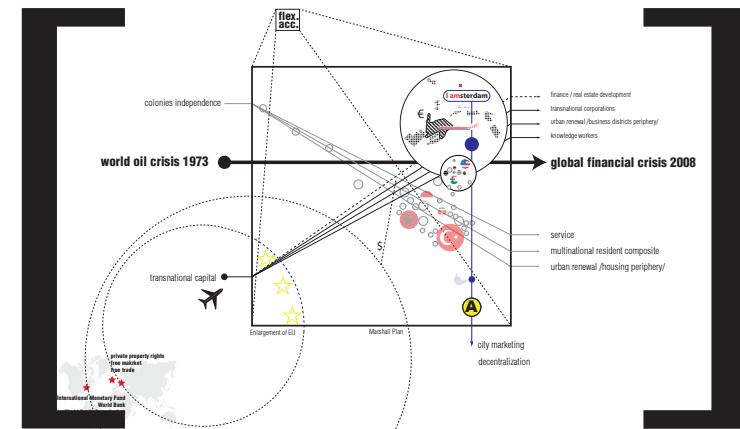 flex.
acc.
I amsterdam
€
finance / real estate development
transnational corporations
urban renewal /business districts periphery/
knowledge workers
colonies independence
world oil crisis 1973
global financial crisis 2008
service
multinational resident composite
urban renewal /housing periphery/
$
transnational capital
A
Enlargement of EU
Marshall Plan
city marketing
decentralization
private property rights
free makrket
free trade
International Monetary Fund
World Bank